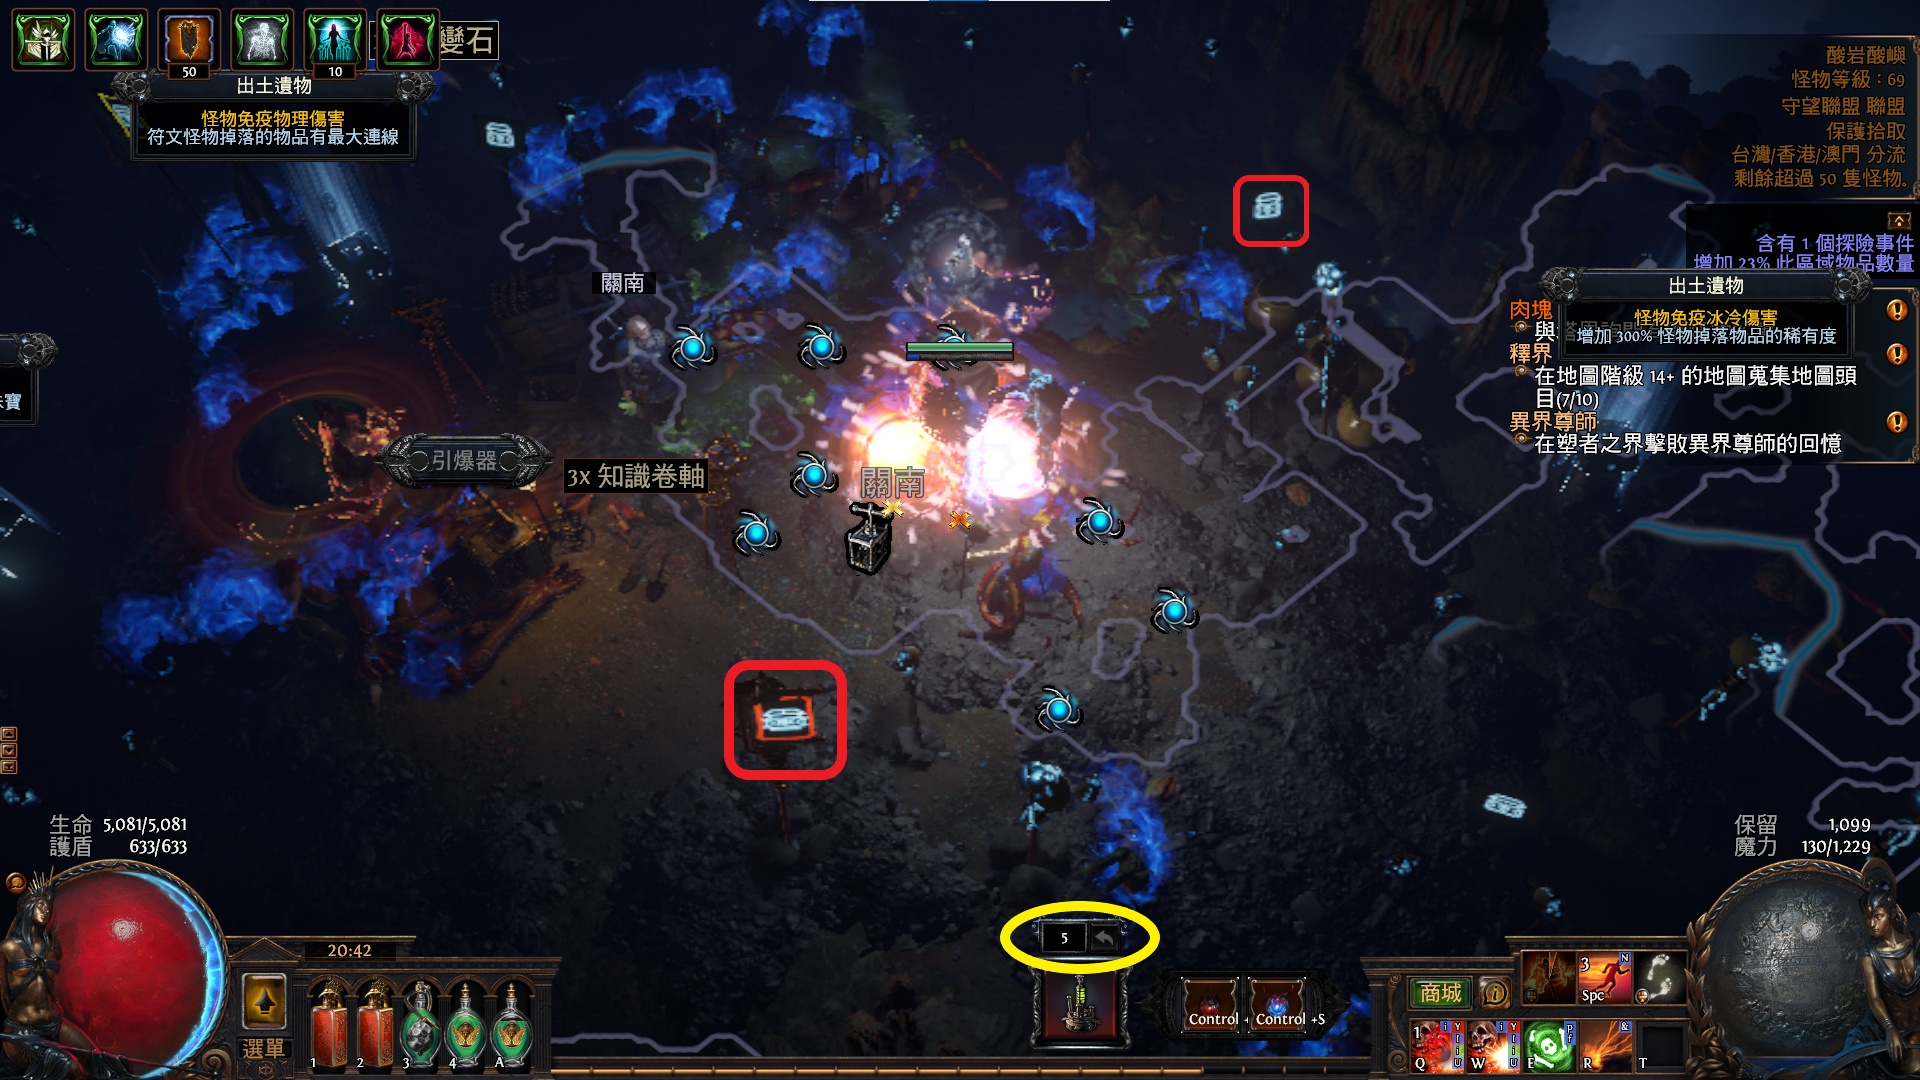 變石
50
10
出土遺物
怪物免疫物理傷害
符文怪物掉落的物品有最大連線
酸岩酸嶼
怪物等級：69
守望聯盟 聯盟
保護拾取
台灣/香港/澳門 分流
剩餘超過 50 隻怪物。
含有 1 個探險事件
增加 23% 此區域物品數量
出土遺物
怪物免疫冰冷傷害
增加 300% 怪物掉落物品的稀有度
肉塊
與
釋界
在地圖階級 14+ 的地圖蒐集地圖頭
目(7/10)
異界尊師
在塑者之界擊敗異界尊師的回憶
關南
寶
引爆器
3x 知識卷軸
關南
生命 5,081/5,081
護盾 633/633
保留 1,099
魔力 130/1,229
5
20:42
選單
1
2
3
4
A
Control
Control +S
商城
3
N
Spc
1
Q
W
E
R
T